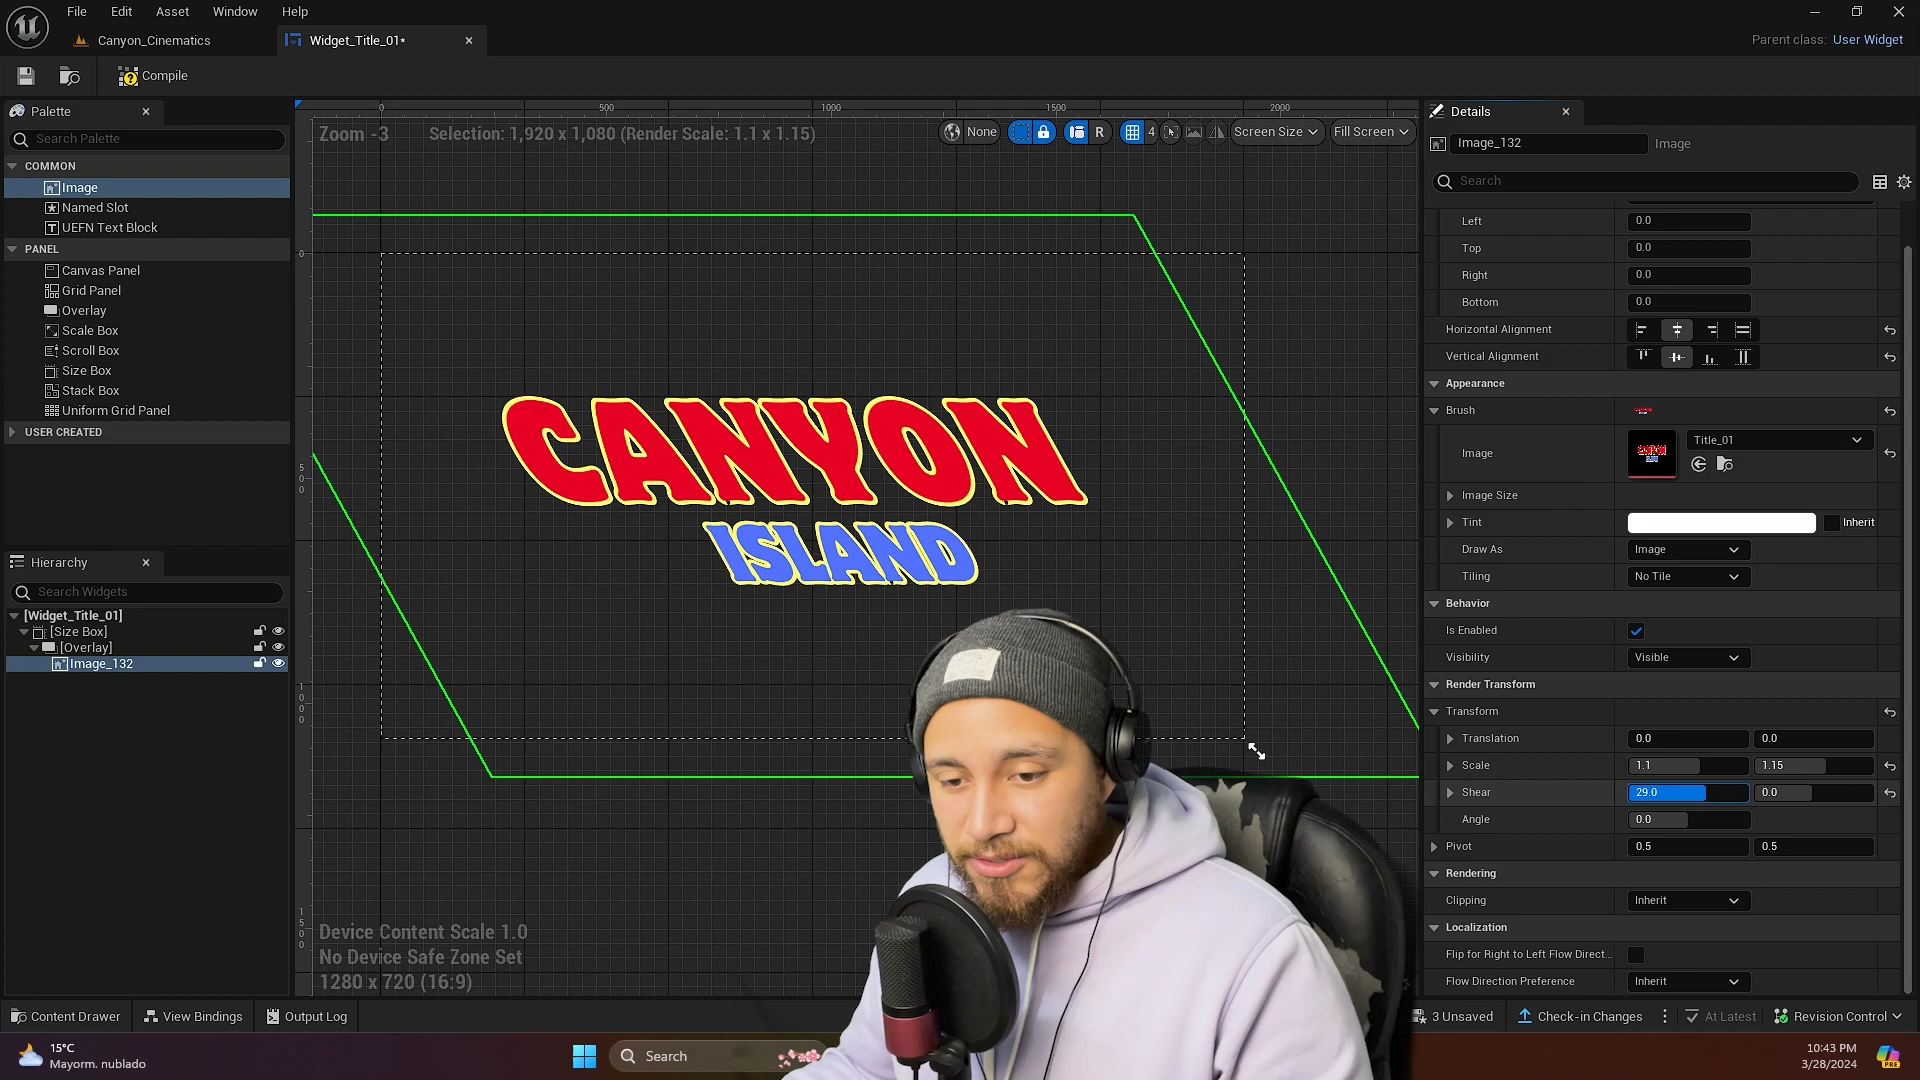 File Edit Asset Window Help
Canyon_Cinematics
Widget_Title_01*
Parent class: User Widget
Compile
Palette
Search Palette
COMMON
Image
Named Slot
UEFN Text Block
PANEL
Canvas Panel
Grid Panel
Overlay
Scale Box
Scroll Box
Size Box
Stack Box
Uniform Grid Panel
USER CREATED
Hierarchy
Search Widgets
[Widget_Title_01]
[Size Box]
[Overlay]
Image_132
0 500 1000 1500 2000
Zoom -3
Selection: 1,920 x 1,080 (Render Scale: 1.1 x 1.15)
None
R
4
Screen Size
Fill Screen
0
500
1000
1500
CANYON
ISLAND
Device Content Scale 1.0
No Device Safe Zone Set
1280 x 720 (16:9)
Details
Image_132 Image
Search
Left 0.0
Top 0.0
Right 0.0
Bottom 0.0
Horizontal Alignment
Vertical Alignment
Appearance
Brush
Image Title_01
Image Size
Tint Inherit
Draw As Image
Tiling No Tile
Behavior
Is Enabled
Visibility Visible
Render Transform
Transform
Translation 0.0 0.0
Scale 1.1 1.15
Shear 29.0 0.0
Angle 0.0
Pivot 0.5 0.5
Rendering
Clipping Inherit
Localization
Flip for Right to Left Flow Direct...
Flow Direction Preference Inherit
Content Drawer View Bindings Output Log
3 Unsaved Check-in Changes At Latest Revision Control
15°C
Mayorm. nublado
Search
10:43 PM
3/28/2024
PRE